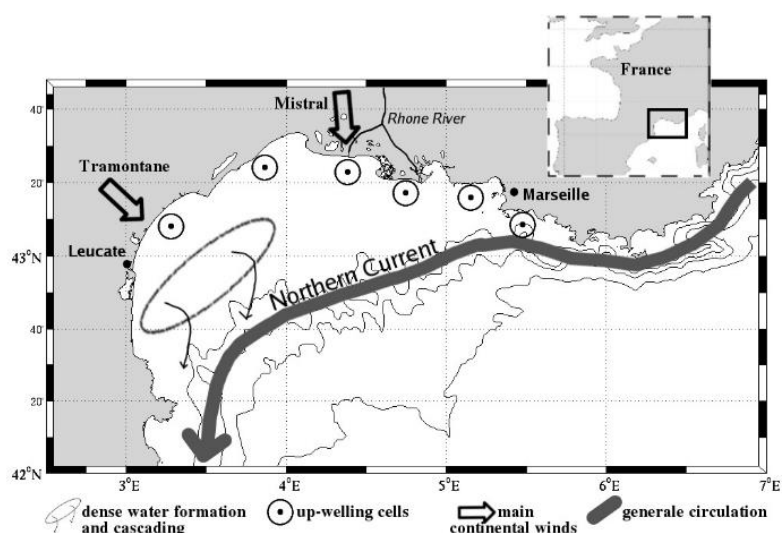 France
Mistral
Rhone River
Tramontane
Marseille
Leucate
Northern Current
40'
20'
43°N
40'
20'
42°N
3°E
4°E
5°E
6°E
7°E
dense water formation
and cascading
up-welling cells
main
continental winds
generale circulation